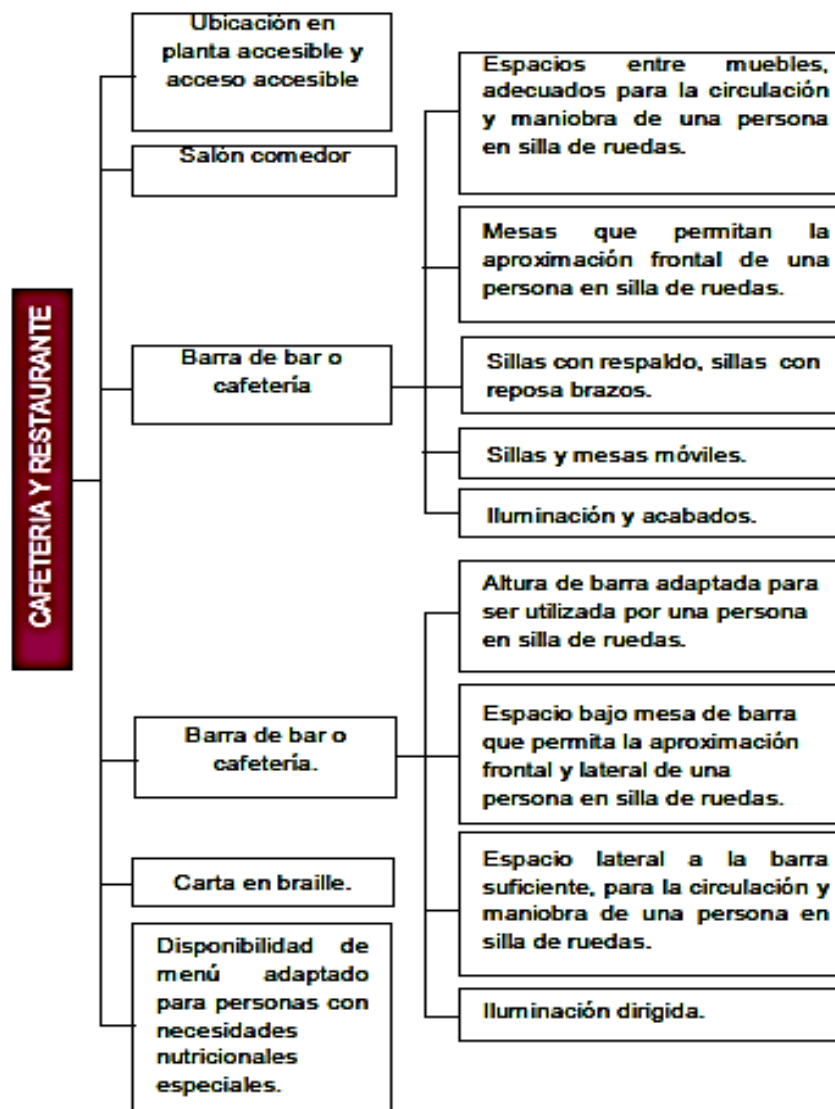 CAFETERIA Y RESTAURANTE
Ubicación en
planta accesible y
acceso accesible
Salón comedor
Barra de bar o
cafetería
Espacios entre muebles,
adecuados para la circulación
y maniobra de una persona
en silla de ruedas.
Mesas que permitan la
aproximación frontal de una
persona en silla de ruedas.
Sillas con respaldo, sillas con
reposa brazos.
Sillas y mesas móviles.
Iluminación y acabados.
Barra de bar o
cafetería.
Altura de barra adaptada para
ser utilizada por una persona
en silla de ruedas.
Espacio bajo mesa de barra
que permita la aproximación
frontal y lateral de una
persona en silla de ruedas.
Espacio lateral a la barra
suficiente, para la circulación y
maniobra de una persona en
silla de ruedas.
Iluminación dirigida.
Carta en braille.
Disponibilidad de
menú adaptado
para personas con
necesidades
nutricionales
especiales.